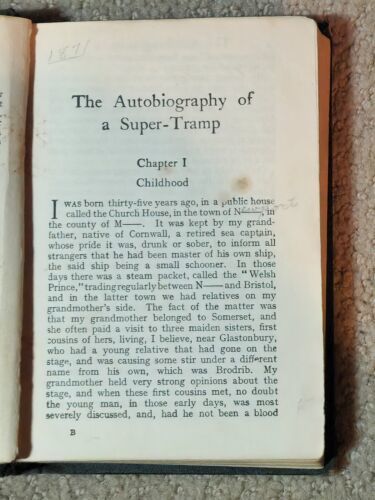 1871
The Autobiography of
a Super-Tramp
Chapter I
Childhood
I WAS born thirty-five years ago, in a public house
called the Church House, in the town of N——, in
the county of M——. It was kept by my grand-
father, native of Cornwall, a retired sea captain,
whose pride it was, drunk or sober, to inform all
strangers that he had been master of his own ship,
the said ship being a small schooner. In those
days there was a steam packet, called the "Welsh
Prince," trading regularly between N—— and Bristol,
and in the latter town we had relatives on my
grandmother's side. The fact of the matter was
that my grandmother belonged to Somerset, and
she often paid a visit to three maiden sisters, first
cousins of hers, living, I believe, near Glastonbury,
who had a young relative that had gone on the
stage, and was causing some stir under a different
name from his own, which was Brodrib. My
grandmother held very strong opinions about the
stage, and when these first cousins met, no doubt
the young man, in those early days, was most
severely discussed, and, had he not been a blood
B